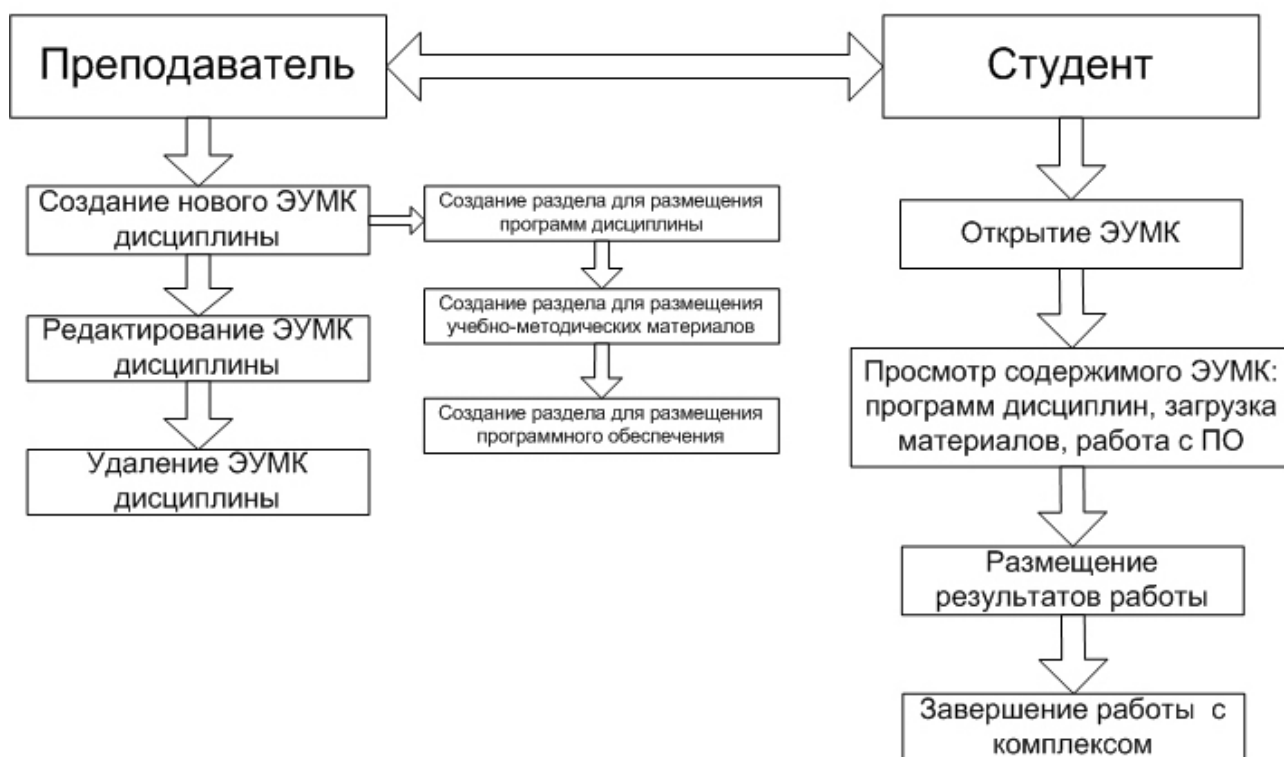 Преподаватель
Создание нового ЭУМК
дисциплины
Редактирование ЭУМК
дисциплины
Удаление ЭУМК
дисциплины
Создание раздела для размещения
программ дисциплины
Создание раздела для размещения
учебно-методических материалов
Создание раздела для размещения
программного обеспечения
Студент
Открытие ЭУМК
Просмотр содержимого ЭУМК:
программ дисциплин, загрузка
материалов, работа с ПО
Размещение
результатов работы
Завершение работы с
комплексом